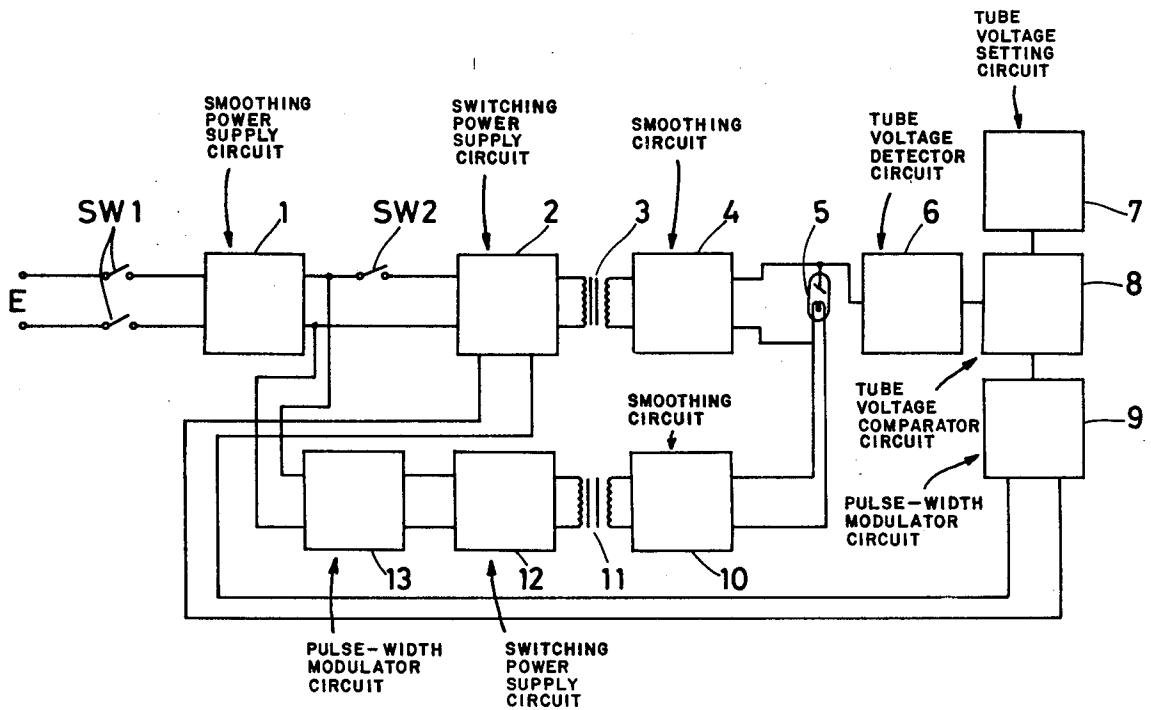 TUBE
VOLTAGE
SETTING
CIRCUIT
SMOOTHING
POWER
SUPPLY
CIRCUIT
SWITCHING
POWER
SUPPLY
CIRCUIT
SMOOTHING
CIRCUIT
TUBE
VOLTAGE
DETECTOR
CIRCUIT
SW1
1
SW2
2
3
4
5
6
7
E
8
TUBE
VOLTAGE
COMPARATOR
CIRCUIT
SMOOTHING
CIRCUIT
9
PULSE-WIDTH
MODULATOR
CIRCUIT
13
12
11
10
PULSE-WIDTH
MODULATOR
CIRCUIT
SWITCHING
POWER
SUPPLY
CIRCUIT